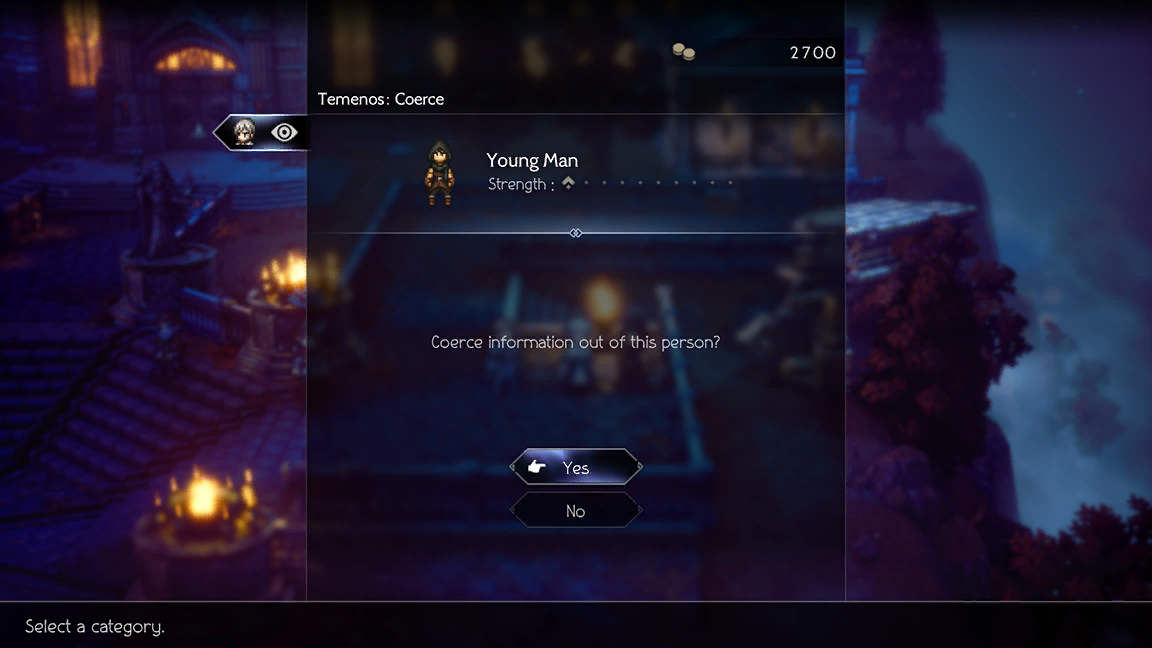 2700
Temenos: Coerce
Young Man
Strength :
Coerce information out of this person?
Yes
No
Select a category.